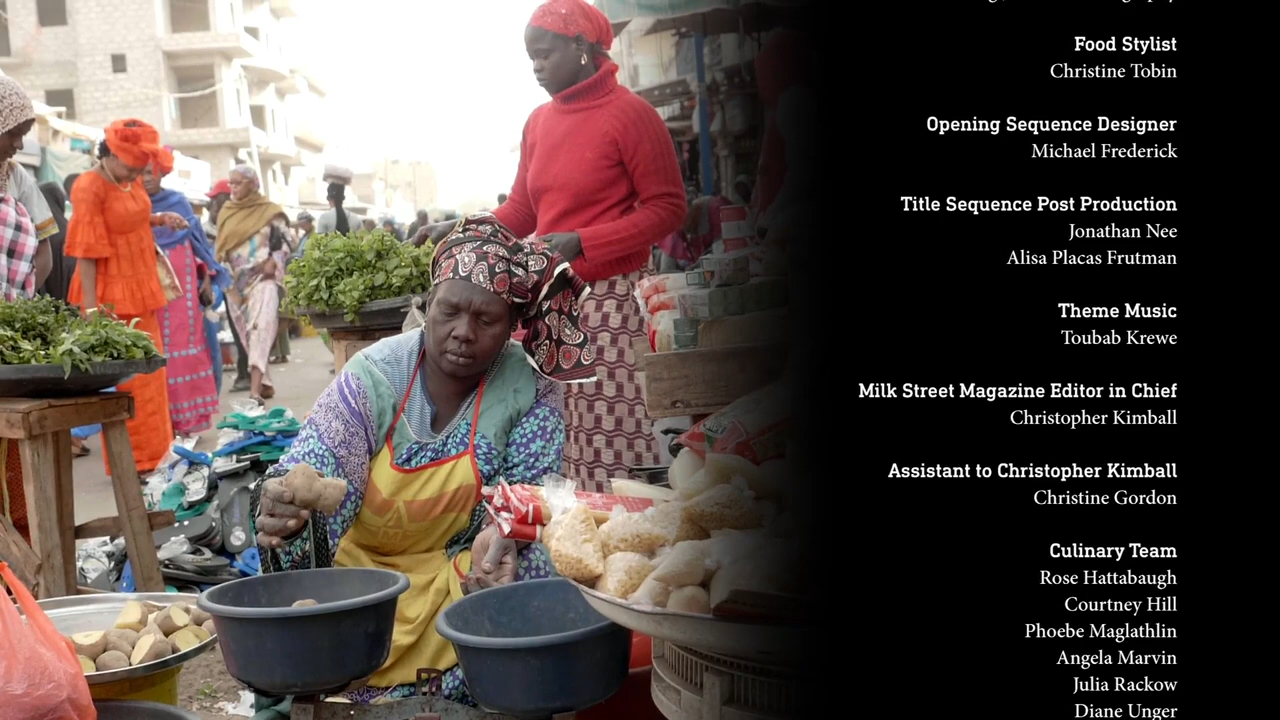 Food Stylist
Christine Tobin
Opening Sequence Designer
Michael Frederick
Title Sequence Post Production
Jonathan Nee
Alisa Placas Frutman
Theme Music
Toubab Krewe
Milk Street Magazine Editor in Chief
Christopher Kimball
Assistant to Christopher Kimball
Christine Gordon
Culinary Team
Rose Hattabaugh
Courtney Hill
Phoebe Maglathlin
Angela Marvin
Julia Rackow
Diane Unger